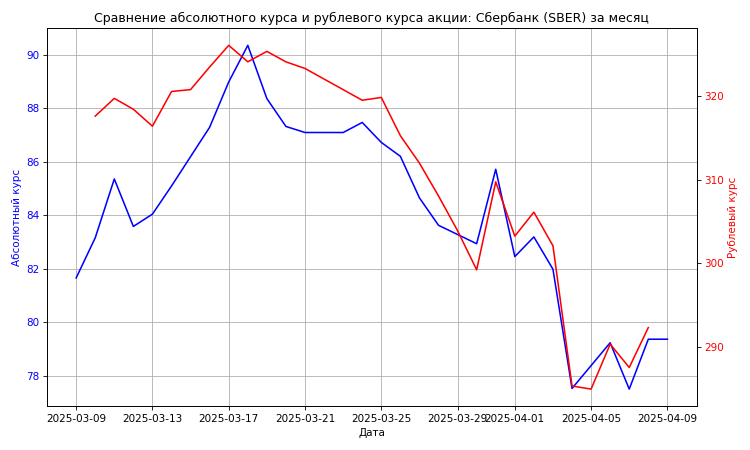 Сравнение абсолютного курса и рублевого курса акции: Сбербанк (SBER) за месяц
Абсолютный курс
90
88
86
84
82
80
78
320
310
300
290
Рублевый курс
2025-03-09 2025-03-13 2025-03-17 2025-03-21 2025-03-25 2025-03-29 2025-04-01 2025-04-05 2025-04-09
Дата